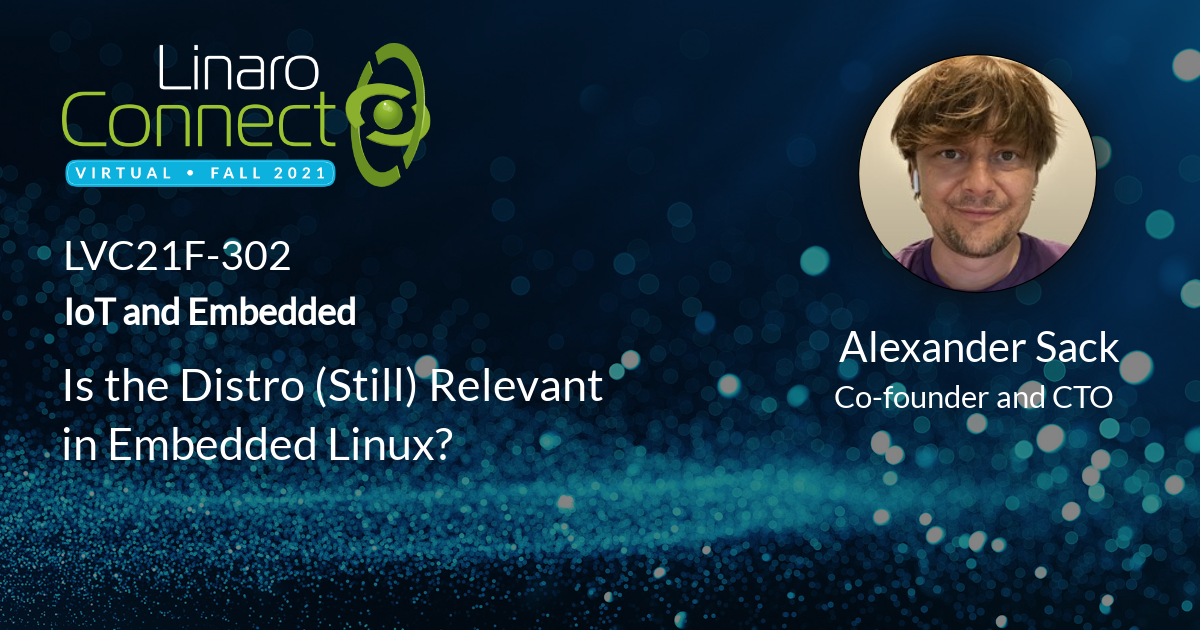 Linaro
Connect
VIRTUAL • FALL 2021
LVC21F-302
IoT and Embedded
Is the Distro (Still) Relevant
in Embedded Linux?
Alexander Sack
Co-founder and CTO